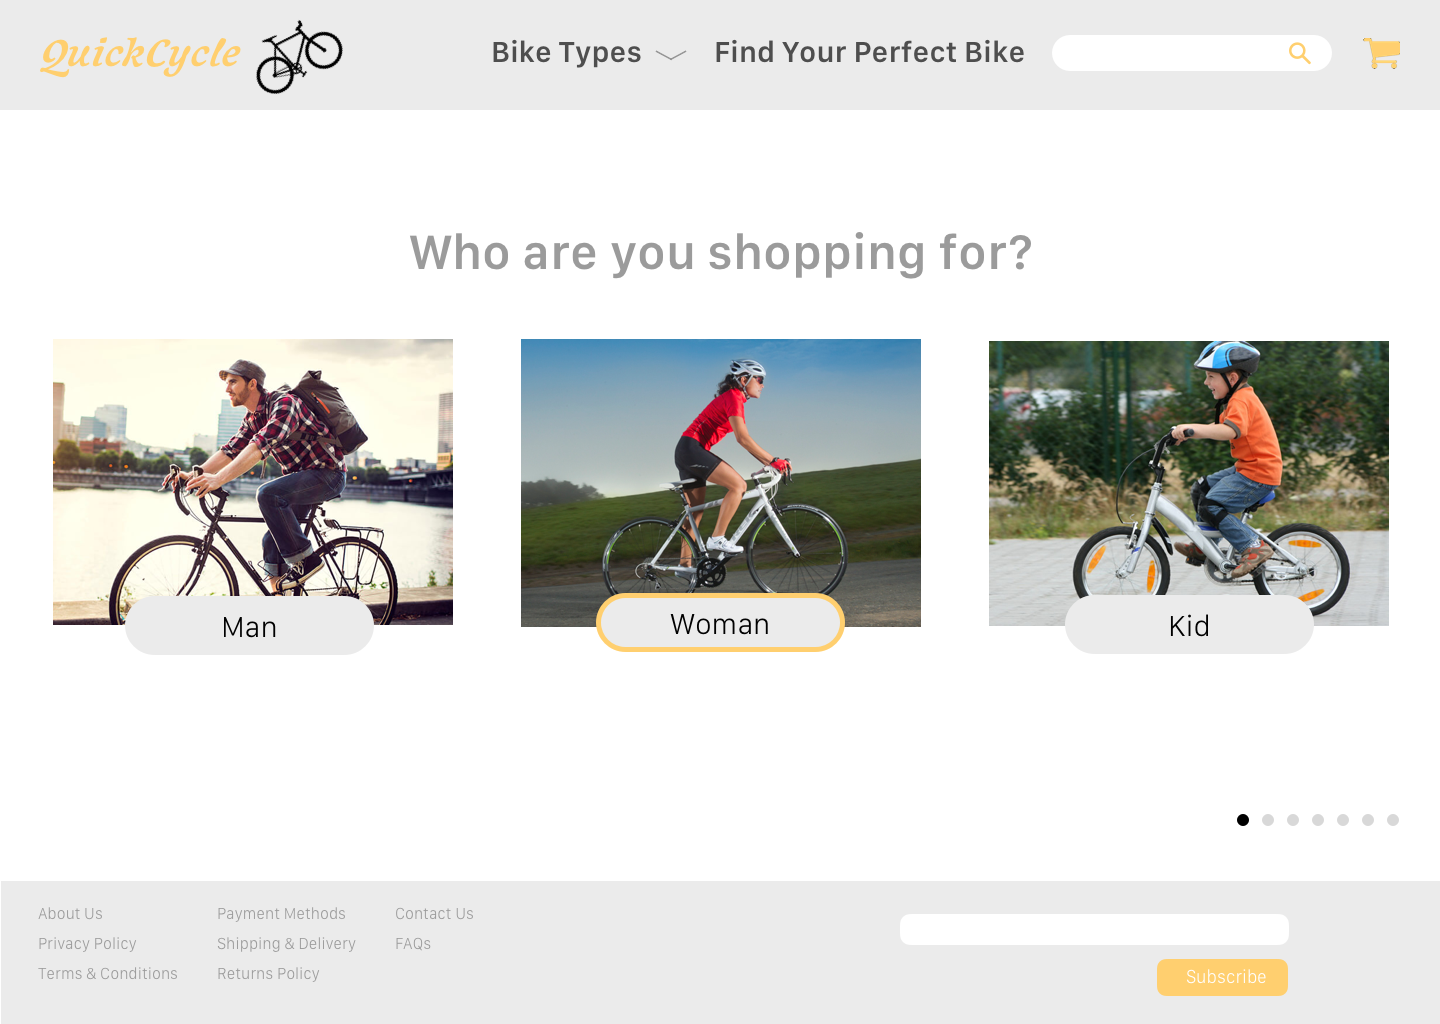 QuickCycle
Bike Types
Find Your Perfect Bike
Who are you shopping for?
Man
Woman
Kid
About Us
Privacy Policy
Terms & Conditions
Payment Methods
Shipping & Delivery
Returns Policy
Contact Us
FAQs
Subscribe